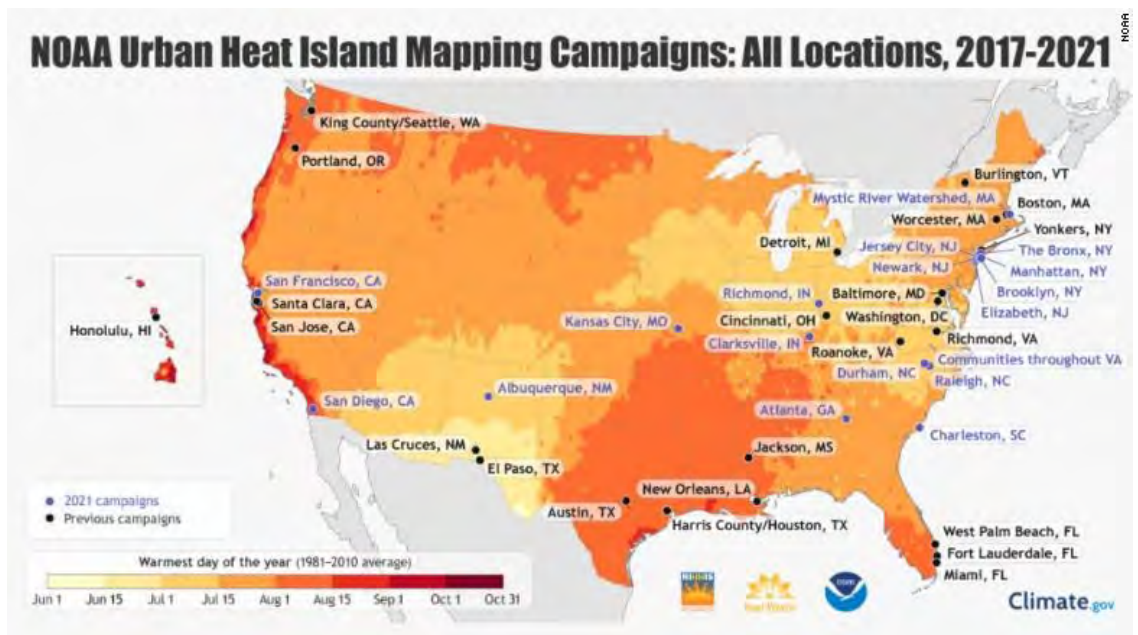 NOAA
NOAA Urban Heat Island Mapping Campaigns: All Locations, 2017-2021
King County/Seattle, WA
Portland, OR
Burlington, VT
Mystic River Watershed, MA
Boston, MA
Worcester, MA
Yonkers, NY
Detroit, MI
Jersey City, NJ
The Bronx, NY
Newark, NJ
Manhattan, NY
San Francisco, CA
Richmond, IN
Baltimore, MD
Brooklyn, NY
Santa Clara, CA
Elizabeth, NJ
Honolulu, HI
San Jose, CA
Kansas City, MO
Cincinnati, OH
Washington, DC
Richmond, VA
Clarksville, IN
Roanoke, VA
Communities throughout VA
Durham, NC
Raleigh, NC
Albuquerque, NM
San Diego, CA
Atlanta, GA
Charleston, SC
Las Cruces, NM
Jackson, MS
El Paso, TX
New Orleans, LA
2021 campaigns
Previous campaigns
Austin, TX
Harris County/Houston, TX
West Palm Beach, FL
Fort Lauderdale, FL
Miami, FL
Warmest day of the year (1981–2010 average)
Jun 1 Jun 15 Jul 1 Jul 15 Aug 1 Aug 15 Sep 1 Oct 1 Oct 31
NIHHIS
NOAA
Climate.gov